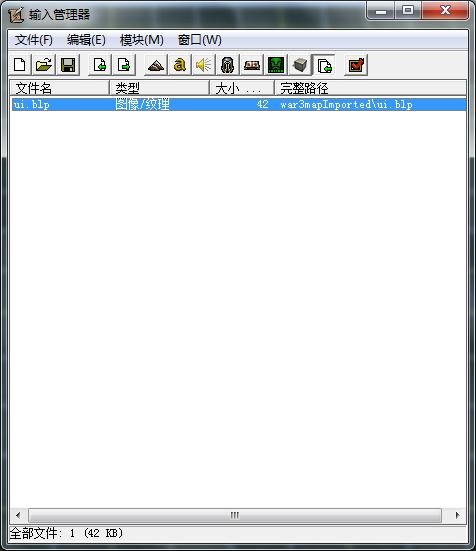 输入管理器
文件(F) 编辑(E) 模块(M) 窗口(W)
文件名 类型 大小 ... 完整路径
ui.blp 图像/纹理 42 war3mapImported\ui.blp
全部文件: 1 (42 KB)